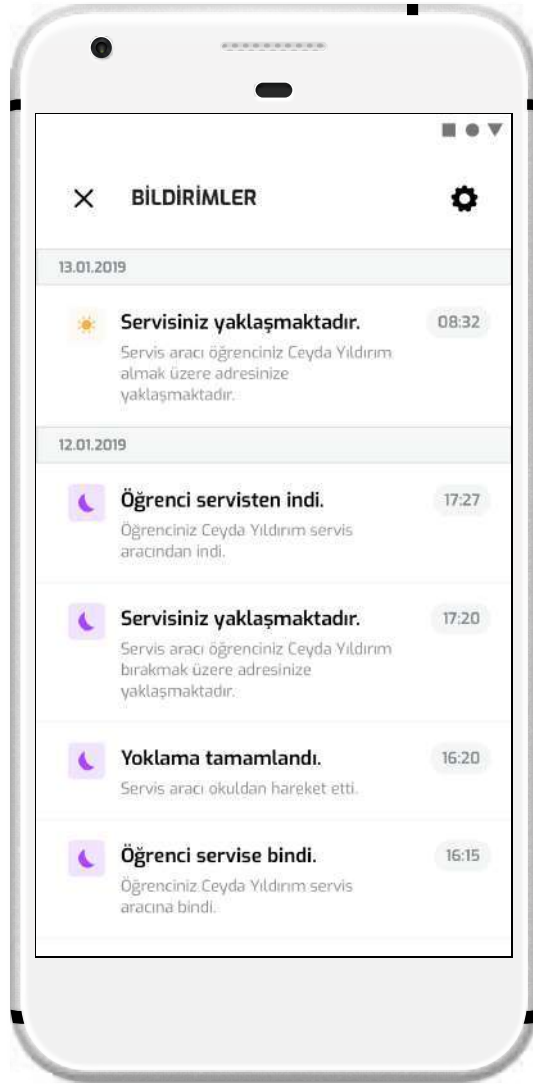 BİLDİRİMLER
13.01.2019
Servisiniz yaklaşmaktadır.
08:32
Servis aracı öğrenciniz Ceyda Yıldırım
almak üzere adresinize
yaklaşmaktadır.
12.01.2019
Öğrenci servisten indi.
17:27
Öğrenciniz Ceyda Yıldırım servis
aracından indi.
Servisiniz yaklaşmaktadır.
17:20
Servis aracı öğrenciniz Ceyda Yıldırım
bırakmak üzere adresinize
yaklaşmaktadır.
Yoklama tamamlandı.
16:20
Servis aracı okuldan hareket etti.
Öğrenci servise bindi.
16:15
Öğrenciniz Ceyda Yıldırım servis
aracına bindi.